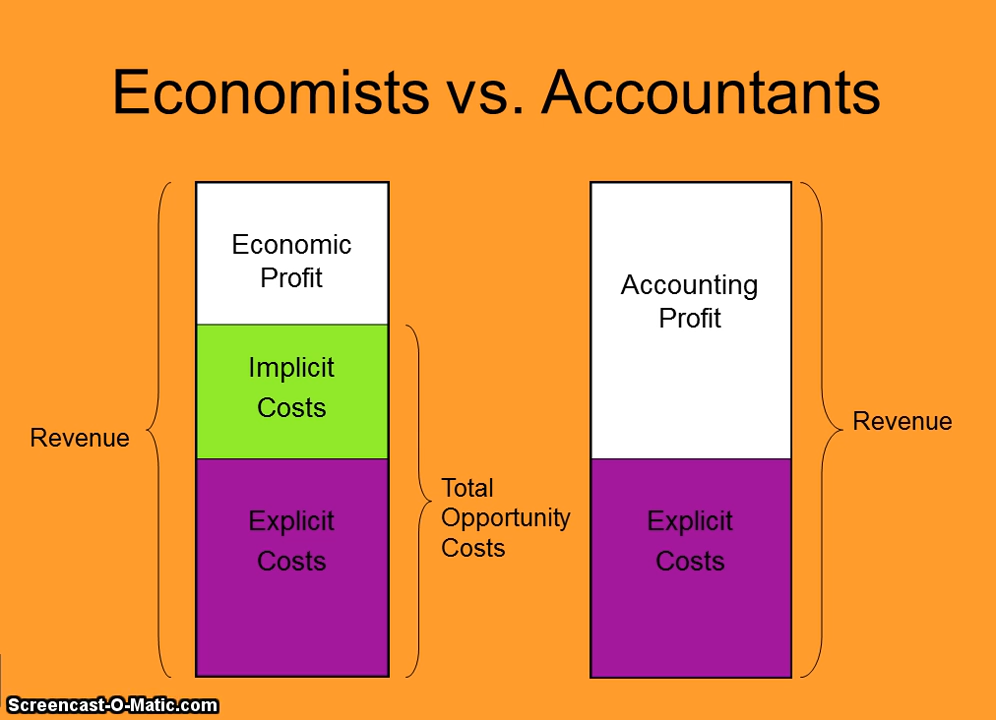 Economists vs. Accountants
Economic
Profit
Implicit
Costs
Explicit
Costs
Revenue
Total
Opportunity
Costs
Accounting
Profit
Explicit
Costs
Revenue
Screencast-O-Matic.com